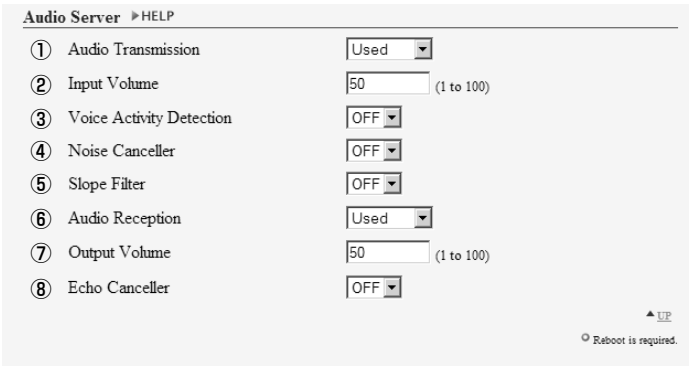 Audio Server ▶HELP
① Audio Transmission Used
② Input Volume 50 (1 to 100)
③ Voice Activity Detection OFF
④ Noise Canceller OFF
⑤ Slope Filter OFF
⑥ Audio Reception Used
⑦ Output Volume 50 (1 to 100)
⑧ Echo Canceller OFF
▲UP
Reboot is required.